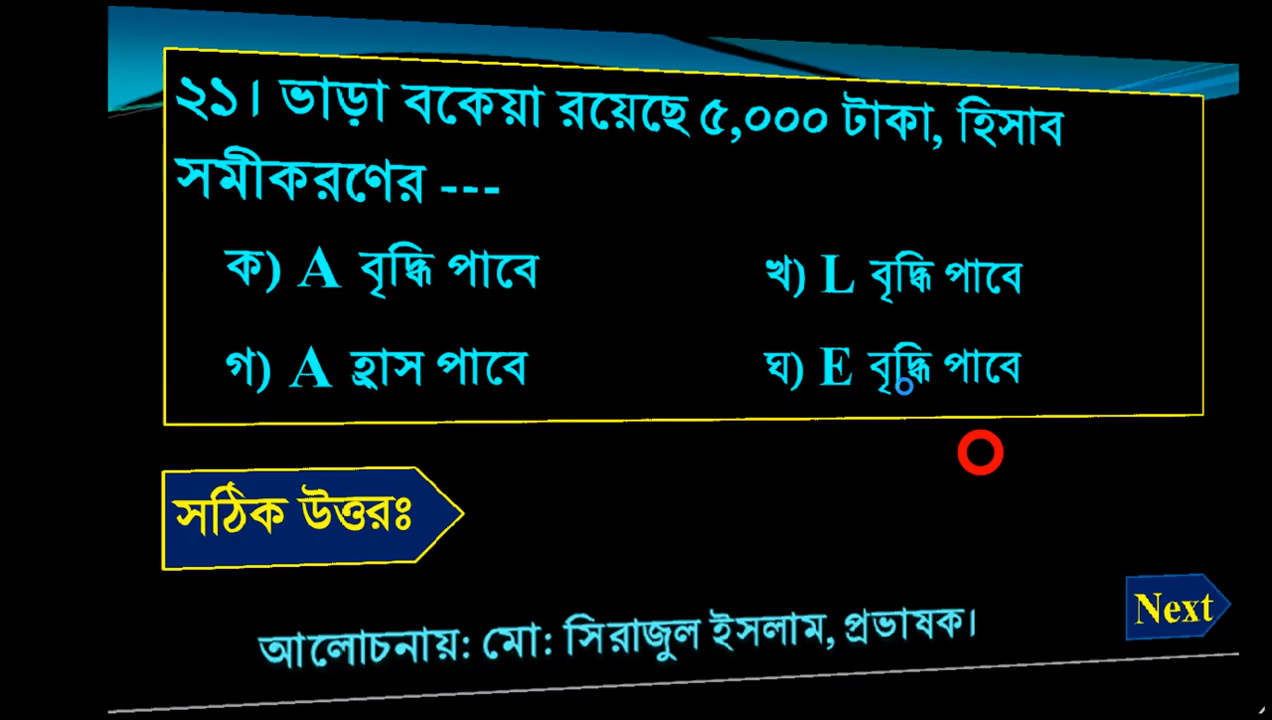 ২১। ভাড়া বকেয়া রয়েছে ৫,০০০ টাকা, হিসাব
সমীকরণের ---
ক) A বৃদ্ধি পাবে
খ) L বৃদ্ধি পাবে
গ) A হ্রাস পাবে
ঘ) E বৃদ্ধি পাবে
সঠিক উত্তরঃ
Next
আলোচনায়: মো: সিরাজুল ইসলাম, প্রভাষক।